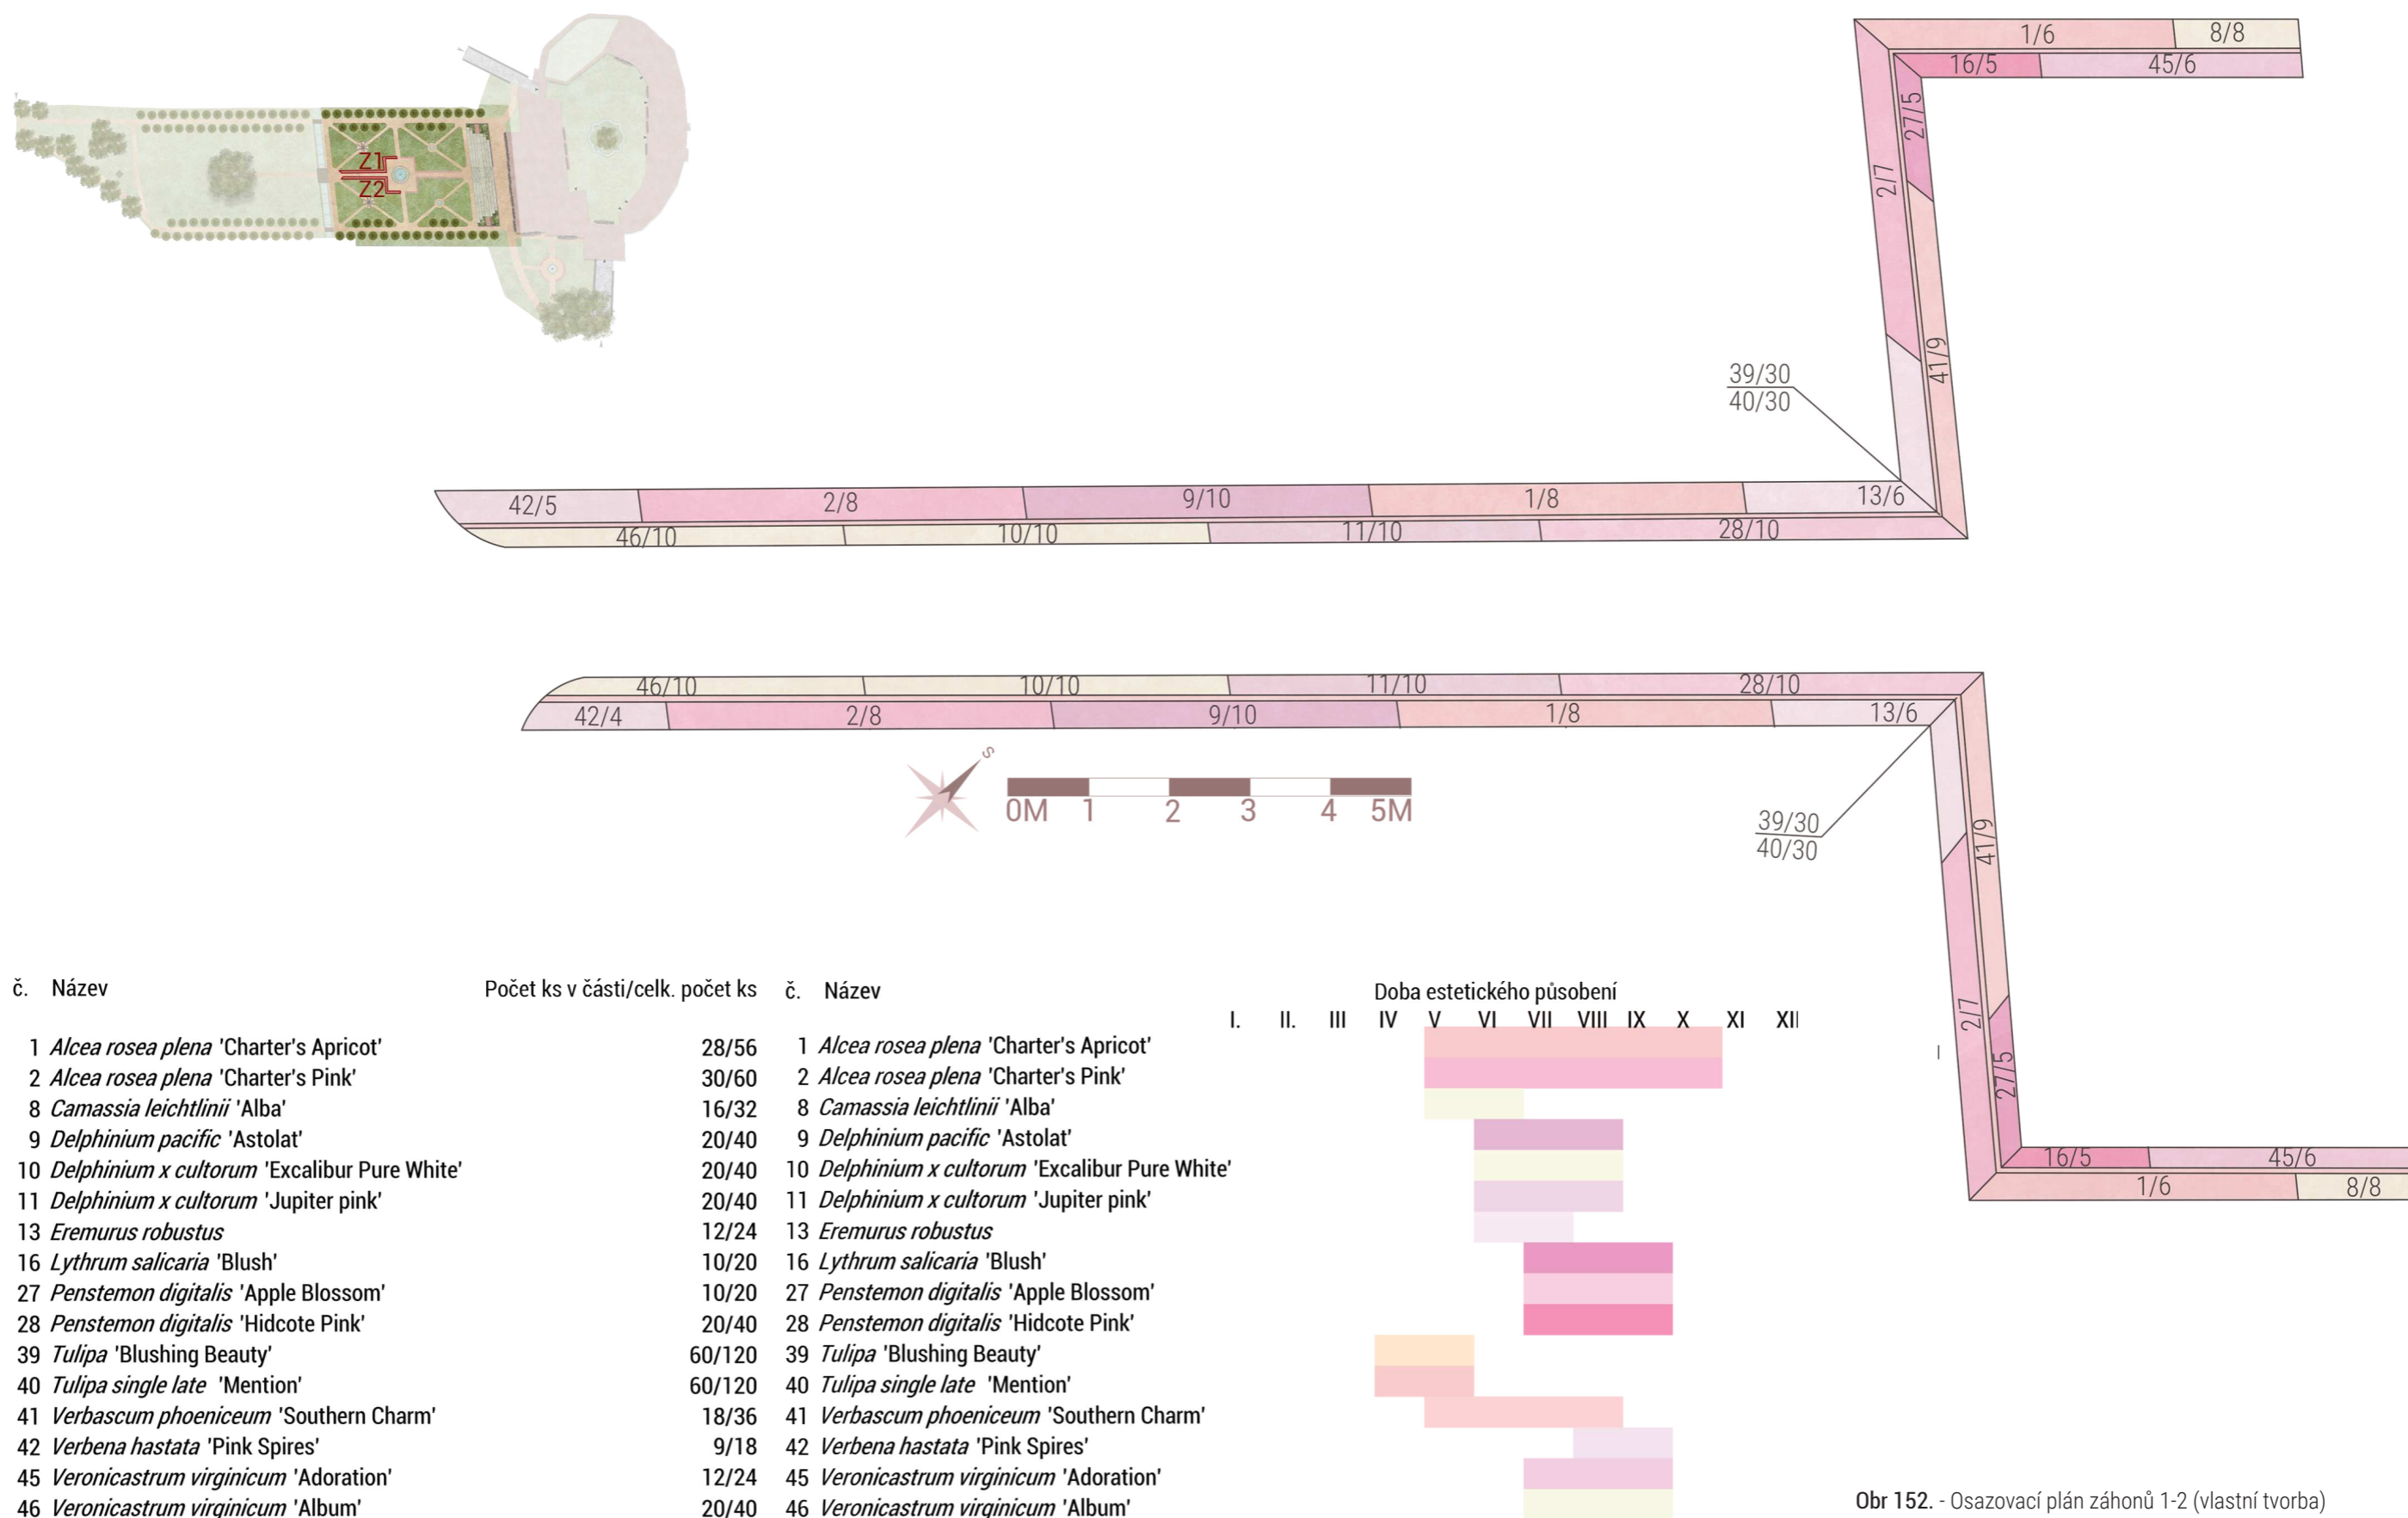 1/6 8/8
16/5 45/6
27/5
2/7
41/9
39/30
40/30
Z1
Z2
42/5 2/8 9/10 1/8 13/6
46/10 10/10 11/10 28/10
46/10 10/10 11/10 28/10
42/4 2/8 9/10 1/8 13/6
S
0M 1 2 3 4 5M
39/30
40/30
41/9
2/7
27/5
16/5 45/6
1/6 8/8
č. Název Počet ks v části/celk. počet ks
1 Alcea rosea plena 'Charter's Apricot' 28/56
2 Alcea rosea plena 'Charter's Pink' 30/60
8 Camassia leichtlinii 'Alba' 16/32
9 Delphinium pacific 'Astolat' 20/40
10 Delphinium x cultorum 'Excalibur Pure White' 20/40
11 Delphinium x cultorum 'Jupiter pink' 20/40
13 Eremurus robustus 12/24
16 Lythrum salicaria 'Blush' 10/20
27 Penstemon digitalis 'Apple Blossom' 10/20
28 Penstemon digitalis 'Hidcote Pink' 20/40
39 Tulipa 'Blushing Beauty' 60/120
40 Tulipa single late 'Mention' 60/120
41 Verbascum phoeniceum 'Southern Charm' 18/36
42 Verbena hastata 'Pink Spires' 9/18
45 Veronicastrum virginicum 'Adoration' 12/24
46 Veronicastrum virginicum 'Album' 20/40
č. Název Doba estetického působení
I. II. III IV V VI VII VIII IX X XI XII
1 Alcea rosea plena 'Charter's Apricot'
2 Alcea rosea plena 'Charter's Pink'
8 Camassia leichtlinii 'Alba'
9 Delphinium pacific 'Astolat'
10 Delphinium x cultorum 'Excalibur Pure White'
11 Delphinium x cultorum 'Jupiter pink'
13 Eremurus robustus
16 Lythrum salicaria 'Blush'
27 Penstemon digitalis 'Apple Blossom'
28 Penstemon digitalis 'Hidcote Pink'
39 Tulipa 'Blushing Beauty'
40 Tulipa single late 'Mention'
41 Verbascum phoeniceum 'Southern Charm'
42 Verbena hastata 'Pink Spires'
45 Veronicastrum virginicum 'Adoration'
46 Veronicastrum virginicum 'Album'
Obr 152. - Osazovací plán záhonů 1-2 (vlastní tvorba)